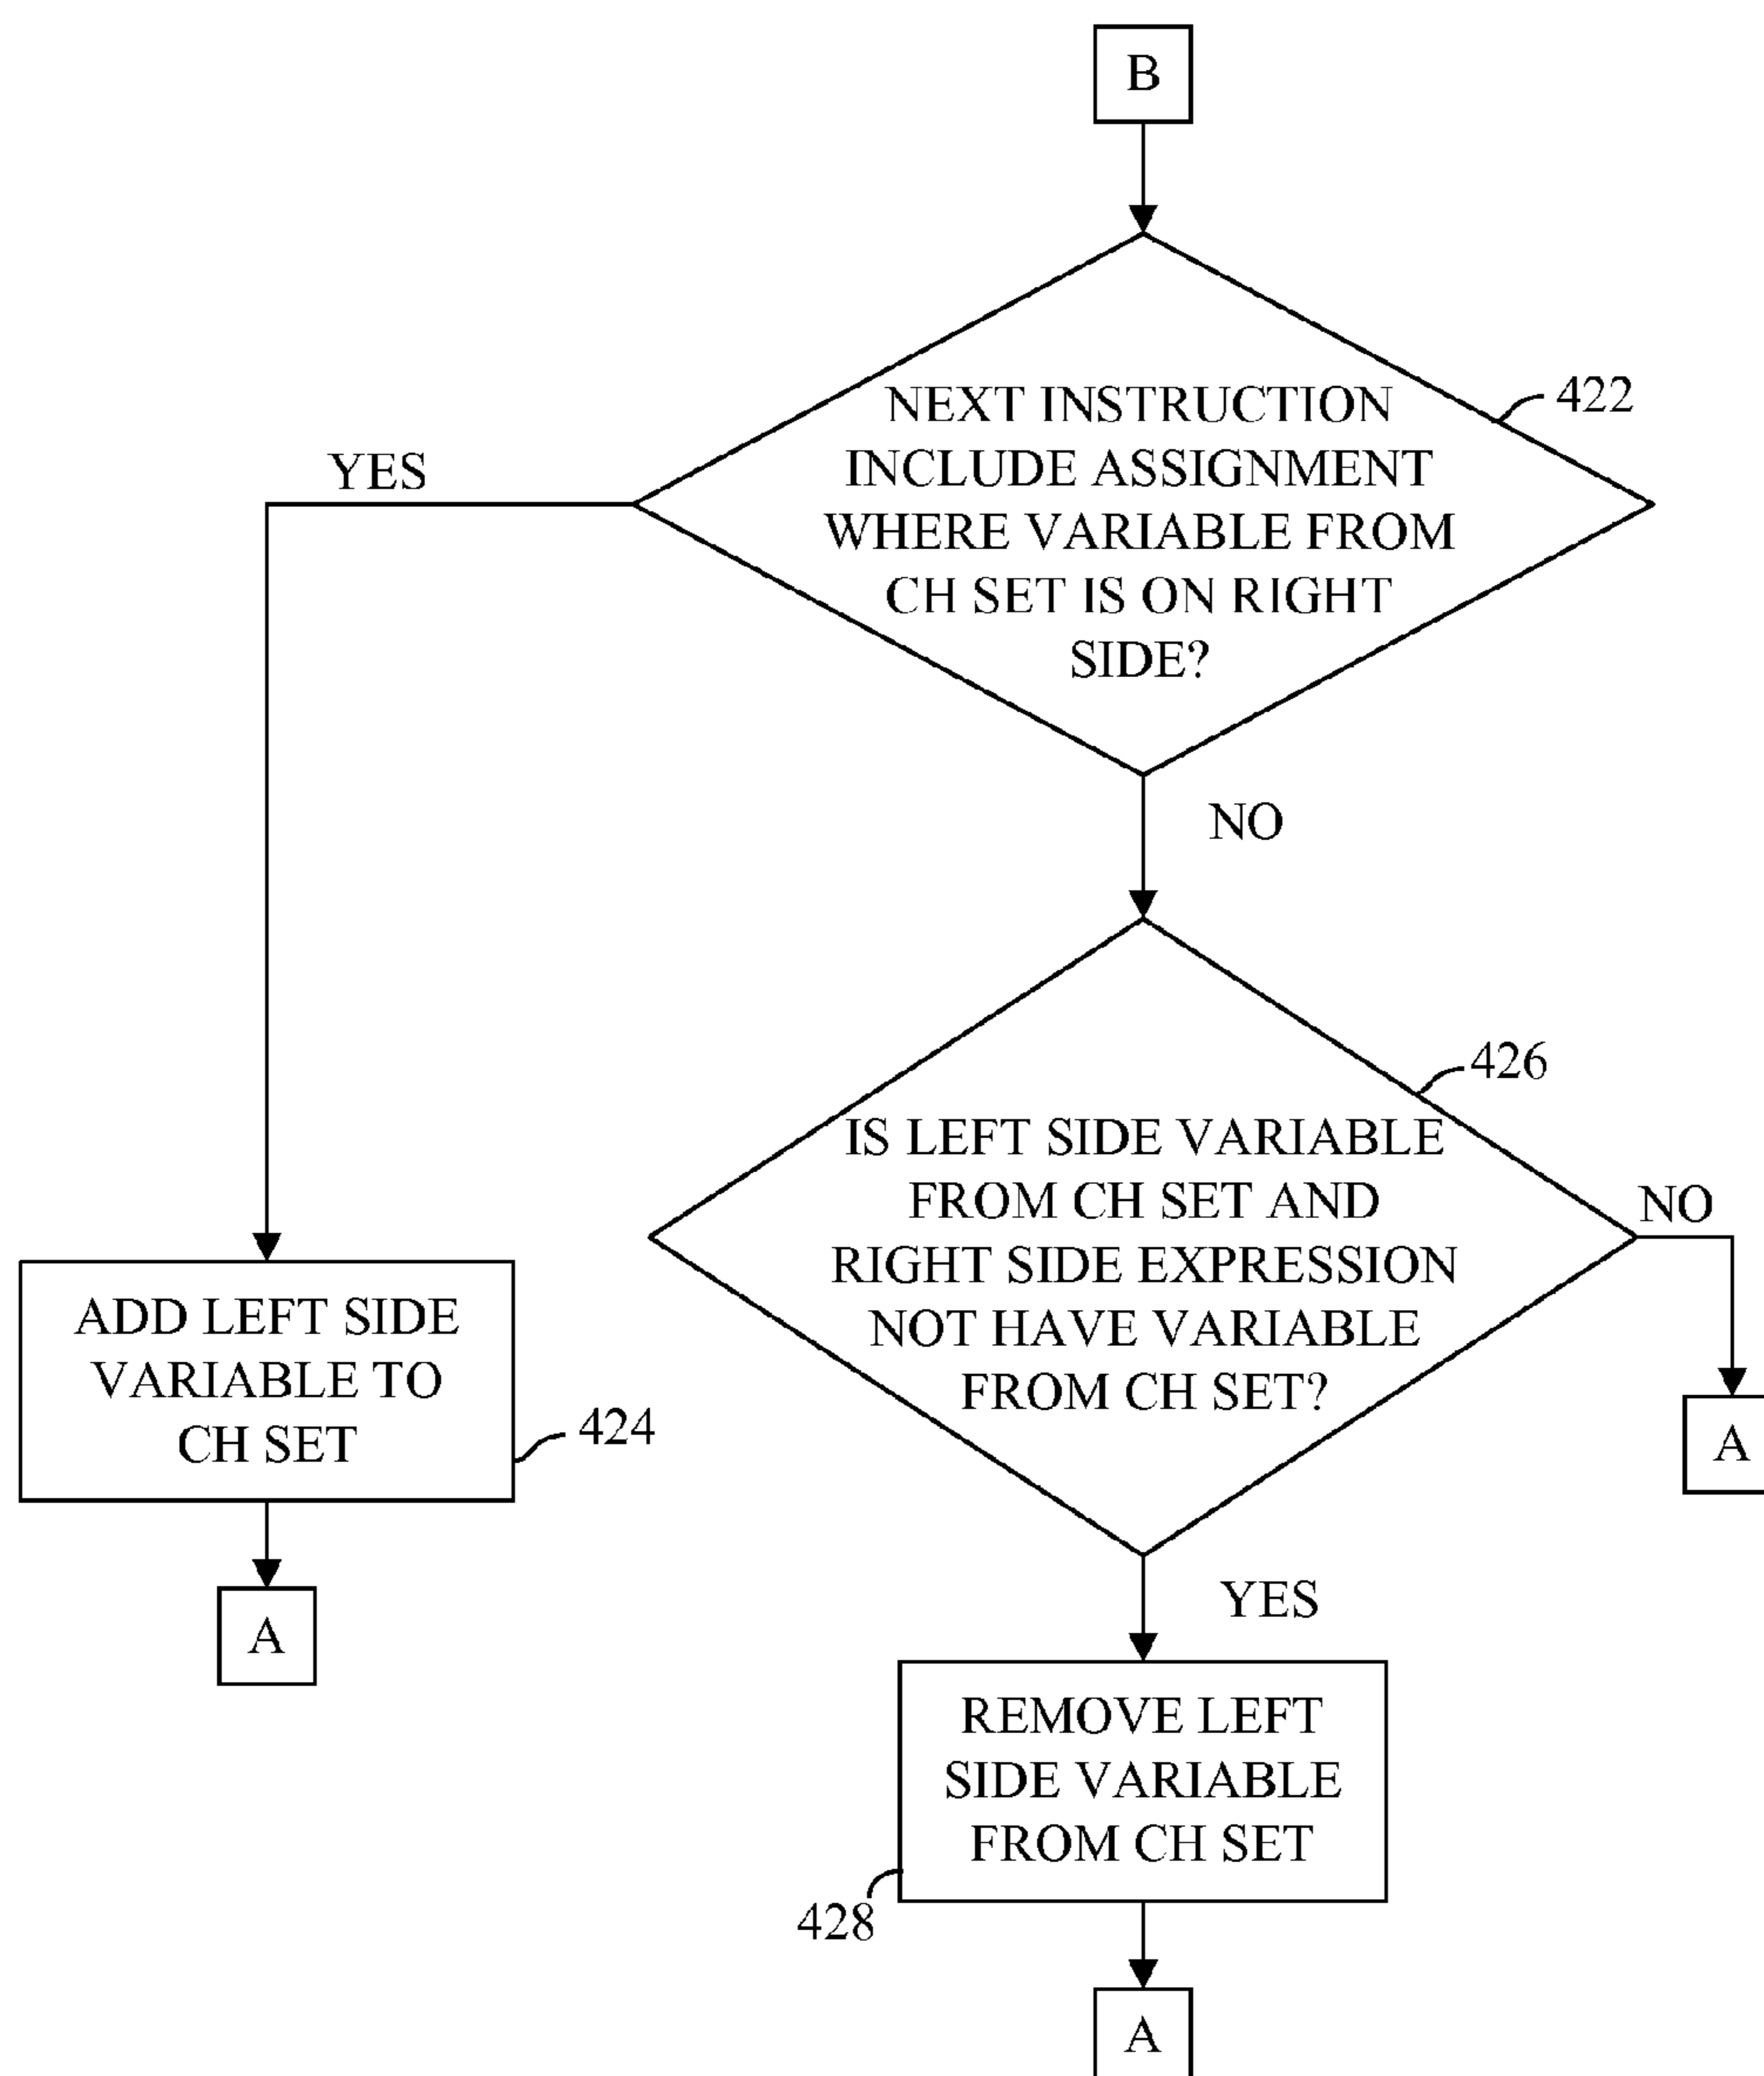 B
NEXT INSTRUCTION
INCLUDE ASSIGNMENT
WHERE VARIABLE FROM
CH SET IS ON RIGHT
SIDE?
422
YES
NO
IS LEFT SIDE VARIABLE
FROM CH SET AND
RIGHT SIDE EXPRESSION
NOT HAVE VARIABLE
FROM CH SET?
426
NO
A
ADD LEFT SIDE
VARIABLE TO
CH SET
424
A
YES
REMOVE LEFT
SIDE VARIABLE
FROM CH SET
428
A